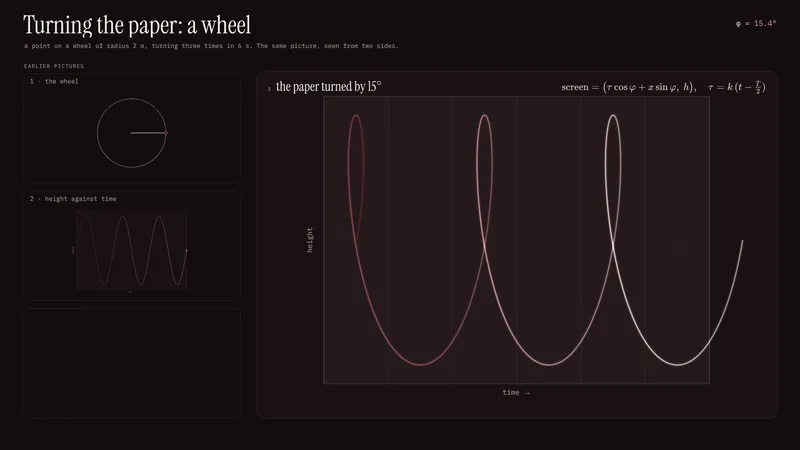 Turning the paper: a wheel
φ = 15.4°
a point on a wheel of radius 2 m, turning three times in 6 s. The same picture, seen from two sides.
EARLIER PICTURES
1 · the wheel
2 · height against time
3 the paper turned by 15°
screen = (τ cos φ + x sin φ, h), τ = k (t − T/2)
height
time →